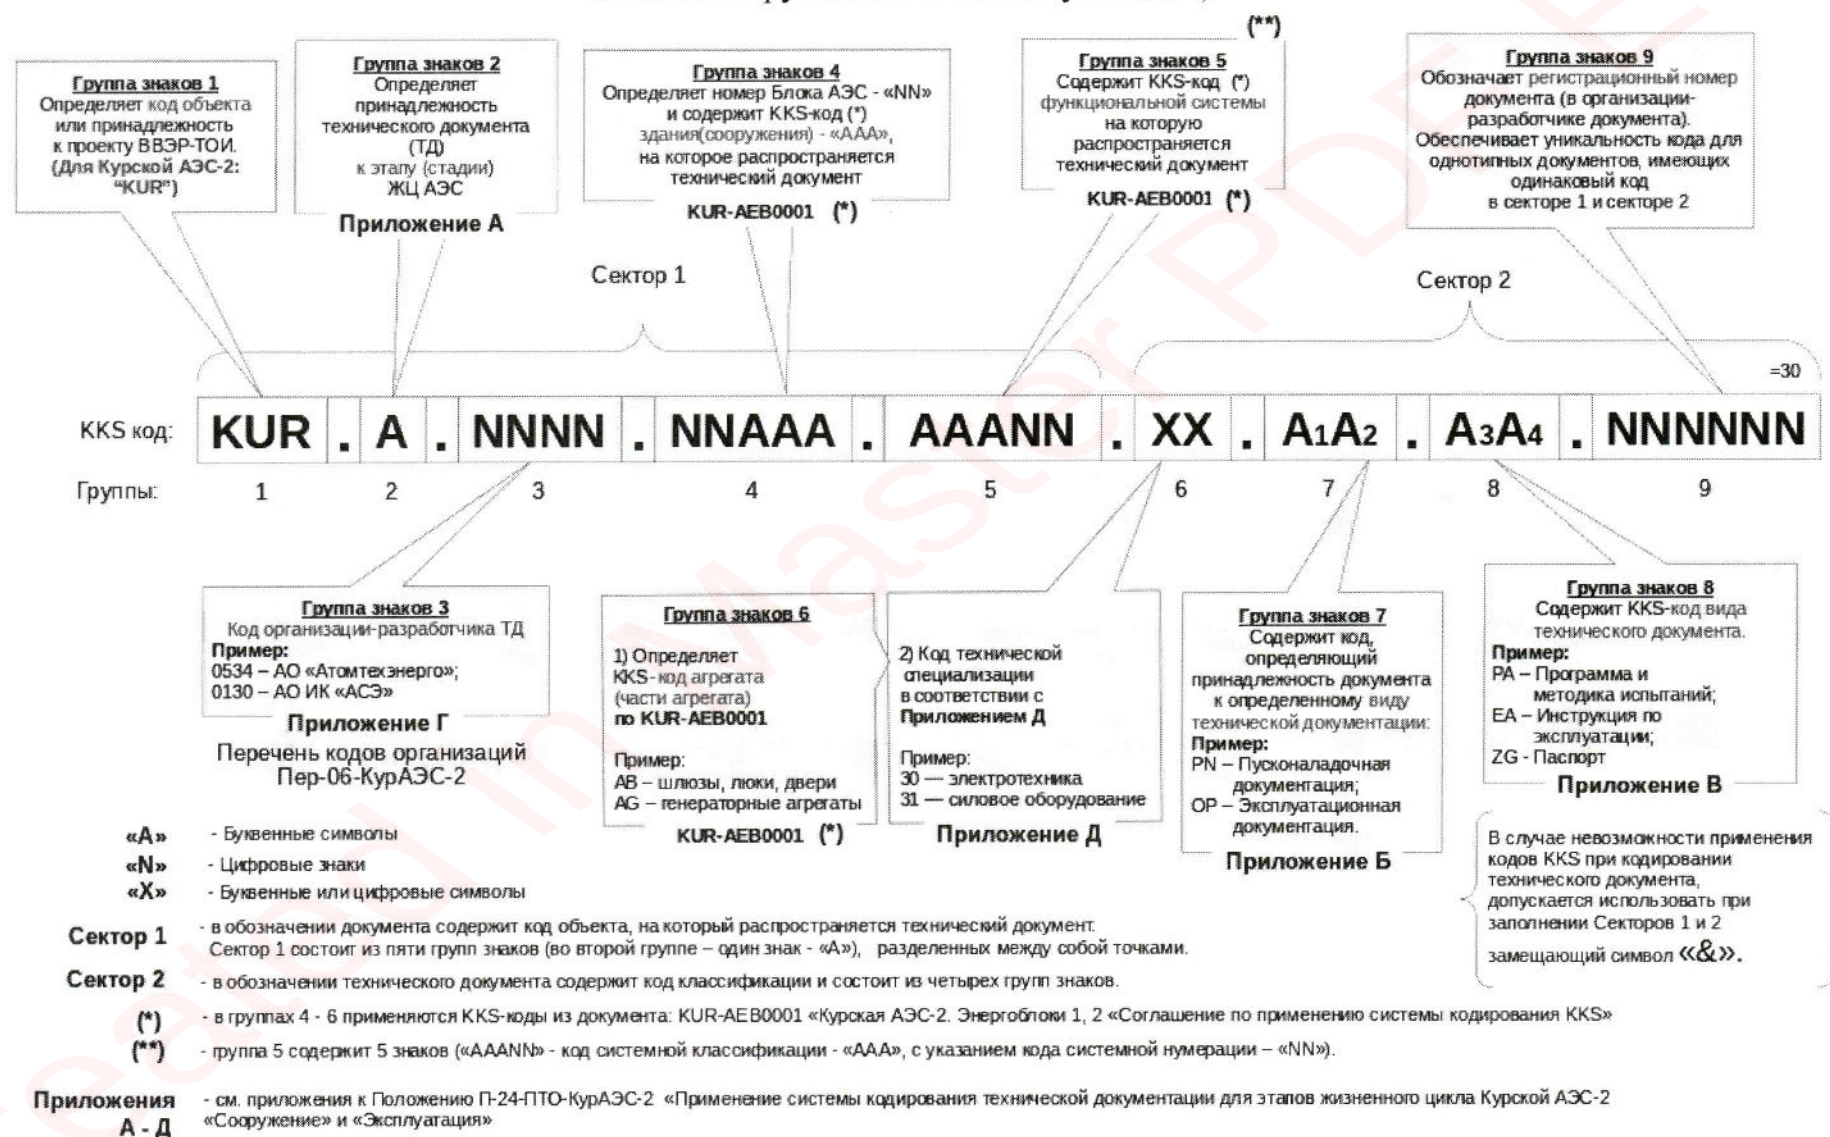 (**)
Группа знаков 1
Определяет код объекта
или принадлежность
к проекту ВВЭР-ТОИ.
(Для Курской АЭС-2:
"KUR")
Группа знаков 2
Определяет
принадлежность
технического документа
(ТД)
к этапу (стадии)
ЖЦ АЭС
Приложение А
Группа знаков 4
Определяет номер Блока АЭС - «NN»
и содержит KKS-код (*)
здания(сооружения) - «AAA»,
на которое распространяется
технический документ
KUR-AEB0001 (*)
Группа знаков 5
Содержит KKS-код (*)
функциональной системы
на которую
распространяется
технический документ
KUR-AEB0001 (*)
Группа знаков 9
Обозначает регистрационный номер
документа (в организации-
разработчике документа).
Обеспечивает уникальность кода для
однотипных документов, имеющих
одинаковый код
в секторе 1 и секторе 2
Сектор 1
Сектор 2
=30
KKS код:
KUR . A . NNNN . NNAAA . AAANN . XX . A1A2 . A3A4 . NNNNNN
Группы:
1 2 3 4 5 6 7 8 9
Группа знаков 3
Код организации-разработчика ТД
Пример:
0534 – АО «Атомтехэнерго»;
0130 – АО ИК «АСЭ»
Приложение Г
Перечень кодов организаций
Пер-06-КурАЭС-2
Группа знаков 6
1) Определяет
KKS-код агрегата
(части агрегата)
по KUR-AEB0001
Пример:
AB – шлюзы, люки, двери
AG – генераторные агрегаты
KUR-AEB0001 (*)
2) Код технической
специализации
в соответствии с
Приложением Д
Пример:
30 — электротехника
31 — силовое оборудование
Приложение Д
Группа знаков 7
Содержит код,
определяющий
принадлежность документа
к определенному виду
технической документации:
Пример:
PN – Пусконаладочная
документация;
OP – Эксплуатационная
документация.
Приложение Б
Группа знаков 8
Содержит KKS-код вида
технического документа.
Пример:
PA – Программа и
методика испытаний;
EA – Инструкция по
эксплуатации;
ZG - Паспорт
Приложение В
В случае невозможности применения
кодов KKS при кодировании
технического документа,
допускается использовать при
заполнении Секторов 1 и 2
замещающий символ «&».
«A» - Буквенные символы
«N» - Цифровые знаки
«X» - Буквенные или цифровые символы
Сектор 1 - в обозначении документа содержит код объекта, на который распространяется технический документ.
Сектор 1 состоит из пяти групп знаков (во второй группе – один знак - «A»), разделенных между собой точками.
Сектор 2 - в обозначении технического документа содержит код классификации и состоит из четырех групп знаков.
(*) - в группах 4 - 6 применяются KKS-коды из документа: KUR-AEB0001 «Курская АЭС-2. Энергоблоки 1, 2 «Соглашение по применению системы кодирования KKS»
(**) - группа 5 содержит 5 знаков («AAANN» - код системной классификации - «AAA», с указанием кода системной нумерации – «NN»).
Приложения - см. приложения к Положению П-24-ПТО-КурАЭС-2 «Применение системы кодирования технической документации для этапов жизненного цикла Курской АЭС-2
А - Д «Сооружение» и «Эксплуатация»